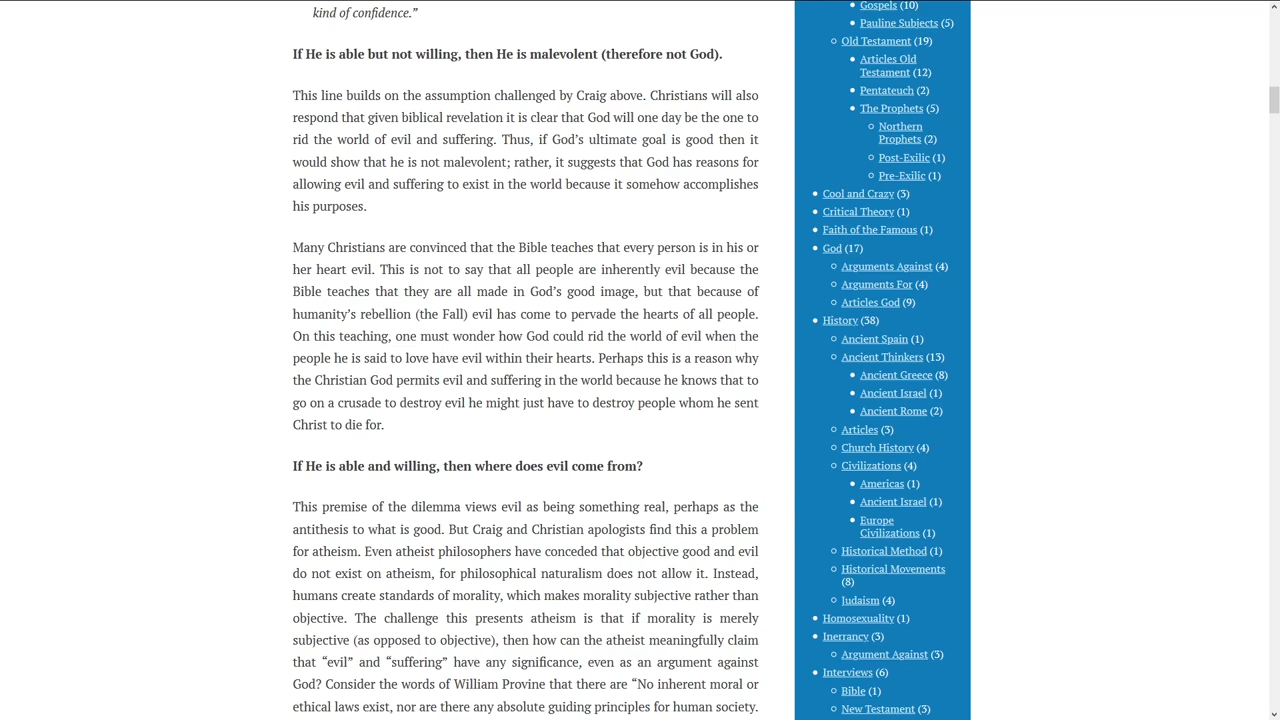 kind of confidence.”
If He is able but not willing, then He is malevolent (therefore not God).
This line builds on the assumption challenged by Craig above. Christians will also
respond that given biblical revelation it is clear that God will one day be the one to
rid the world of evil and suffering. Thus, if God’s ultimate goal is good then it
would show that he is not malevolent; rather, it suggests that God has reasons for
allowing evil and suffering to exist in the world because it somehow accomplishes
his purposes.
Many Christians are convinced that the Bible teaches that every person is in his or
her heart evil. This is not to say that all people are inherently evil because the
Bible teaches that they are all made in God’s good image, but that because of
humanity’s rebellion (the Fall) evil has come to pervade the hearts of all people.
On this teaching, one must wonder how God could rid the world of evil when the
people he is said to love have evil within their hearts. Perhaps this is a reason why
the Christian God permits evil and suffering in the world because he knows that to
go on a crusade to destroy evil he might just have to destroy people whom he sent
Christ to die for.
If He is able and willing, then where does evil come from?
This premise of the dilemma views evil as being something real, perhaps as the
antithesis to what is good. But Craig and Christian apologists find this a problem
for atheism. Even atheist philosophers have conceded that objective good and evil
do not exist on atheism, for philosophical naturalism does not allow it. Instead,
humans create standards of morality, which makes morality subjective rather than
objective. The challenge this presents atheism is that if morality is merely
subjective (as opposed to objective), then how can the atheist meaningfully claim
that “evil” and “suffering” have any significance, even as an argument against
God? Consider the words of William Provine that there are “No inherent moral or
ethical laws exist, nor are there any absolute guiding principles for human society.
Gospels (10)
Pauline Subjects (5)
Old Testament (19)
Articles Old
Testament (12)
Pentateuch (2)
The Prophets (5)
Northern
Prophets (2)
Post-Exilic (1)
Pre-Exilic (1)
Cool and Crazy (3)
Critical Theory (1)
Faith of the Famous (1)
God (17)
Arguments Against (4)
Arguments For (4)
Articles God (9)
History (38)
Ancient Spain (1)
Ancient Thinkers (13)
Ancient Greece (8)
Ancient Israel (1)
Ancient Rome (2)
Articles (3)
Church History (4)
Civilizations (4)
Americas (1)
Ancient Israel (1)
Europe
Civilizations (1)
Historical Method (1)
Historical Movements
(8)
Judaism (4)
Homosexuality (1)
Inerrancy (3)
Argument Against (3)
Interviews (6)
Bible (1)
New Testament (3)